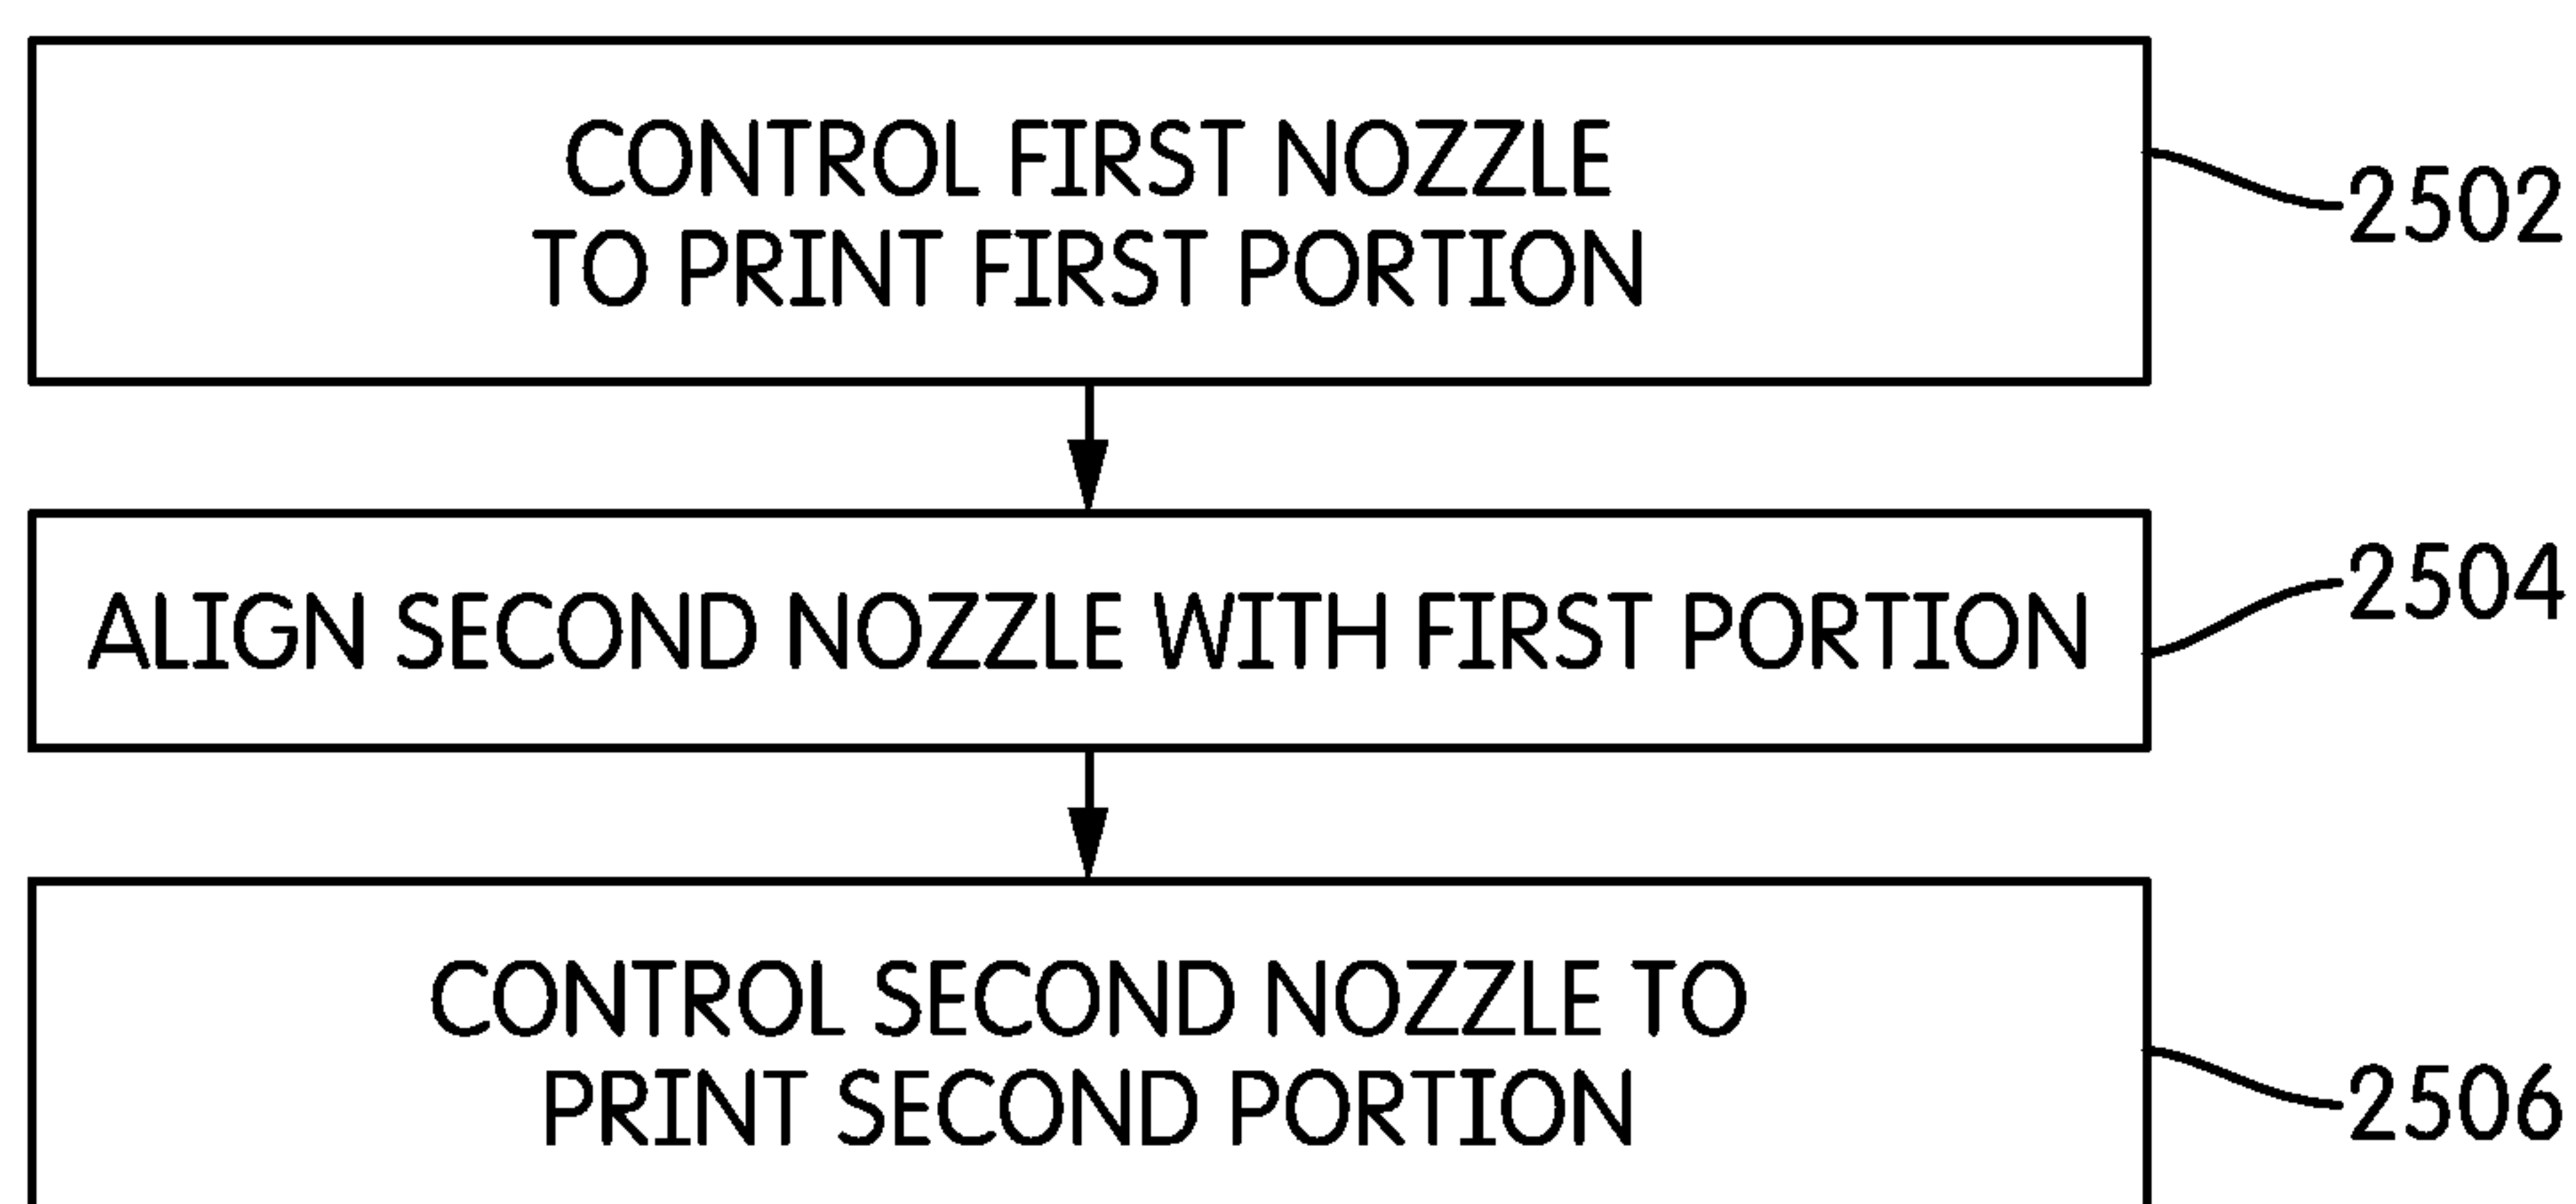 CONTROL FIRST NOZZLE
TO PRINT FIRST PORTION
2502
ALIGN SECOND NOZZLE WITH FIRST PORTION
2504
CONTROL SECOND NOZZLE TO
PRINT SECOND PORTION
2506